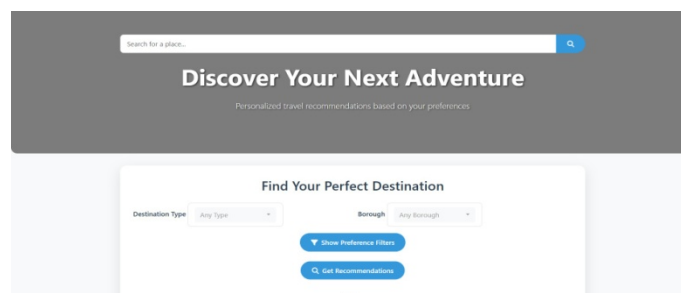 Search for a place...
Discover Your Next Adventure
Personalized travel recommendations based on your preferences
Find Your Perfect Destination
Destination Type Any Type Borough Any Borough
Show Preference Filters
Get Recommendations